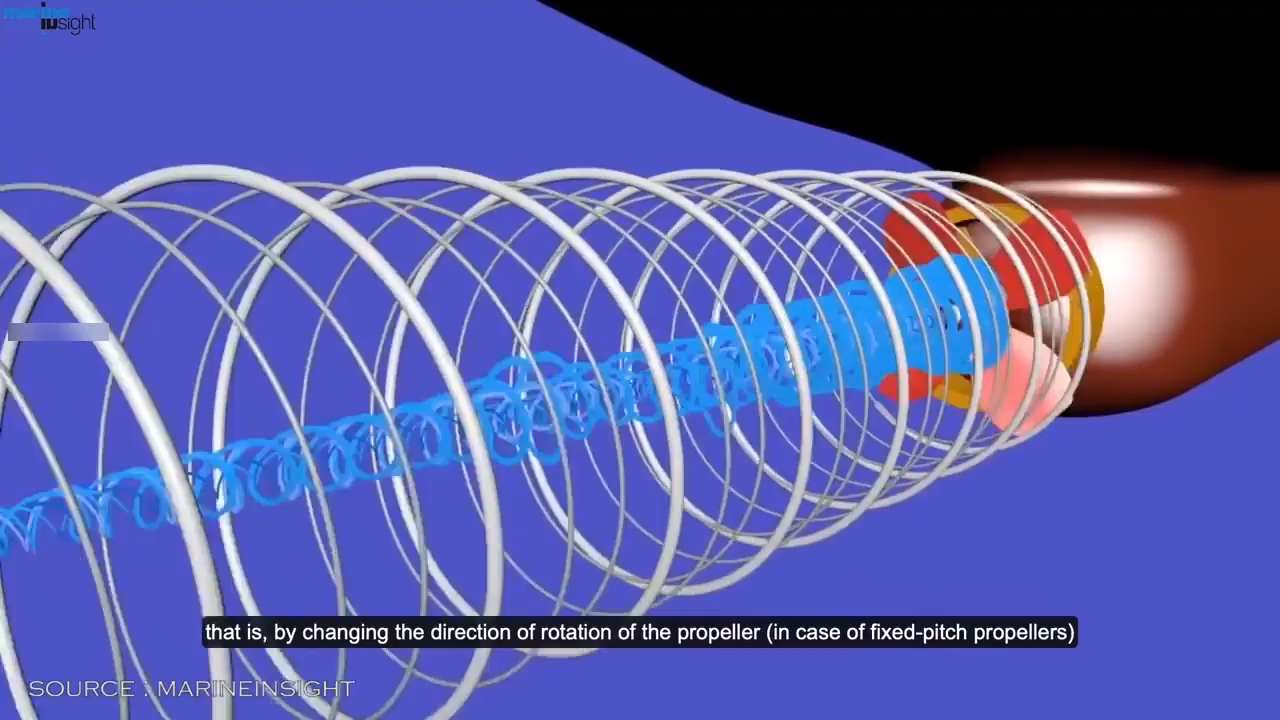 marine
insight
that is, by changing the direction of rotation of the propeller (in case of fixed-pitch propellers)
SOURCE : MARINEINSIGHT